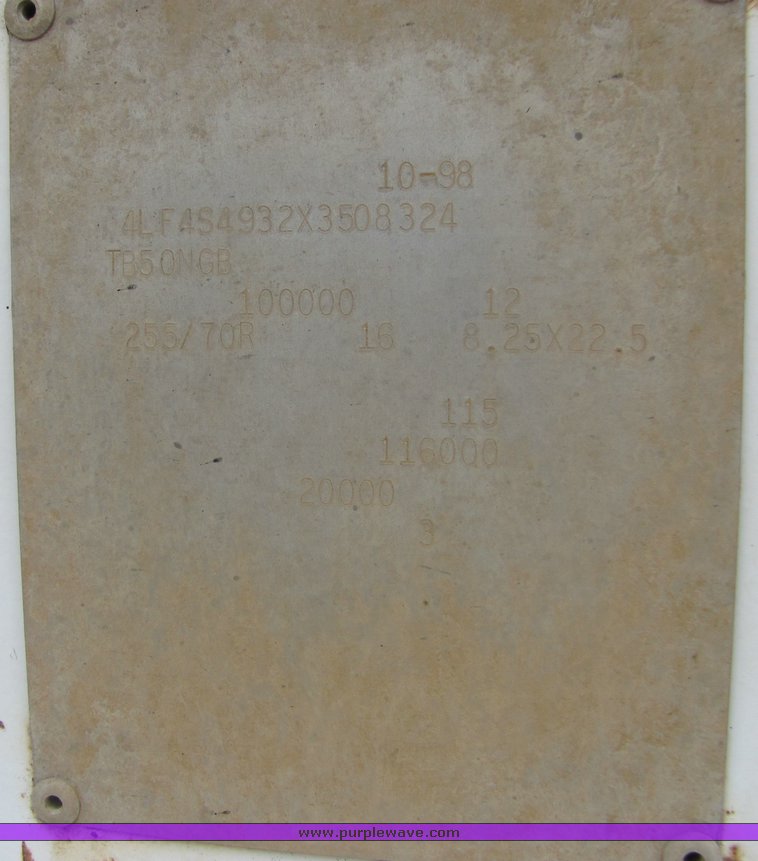 10-98
4LF4S4932X3508324
TB50NGB
100000 12
255/70R 16 8.25X22.5
115
116000
20000
3
www.purplewave.com